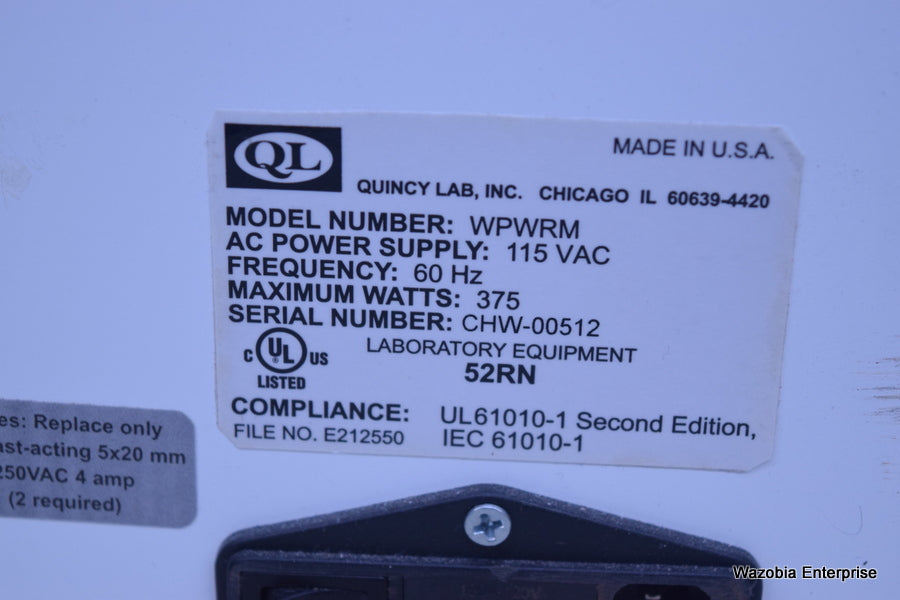 QL
MADE IN U.S.A.
QUINCY LAB, INC. CHICAGO IL 60639-4420
MODEL NUMBER: WPWRM
AC POWER SUPPLY: 115 VAC
FREQUENCY: 60 Hz
MAXIMUM WATTS: 375
SERIAL NUMBER: CHW-00512
C UL ® US
LISTED
LABORATORY EQUIPMENT
52RN
COMPLIANCE: UL61010-1 Second Edition,
FILE NO. E212550 IEC 61010-1
es: Replace only
ast-acting 5x20 mm
250VAC 4 amp
(2 required)
Wazobia Enterprise